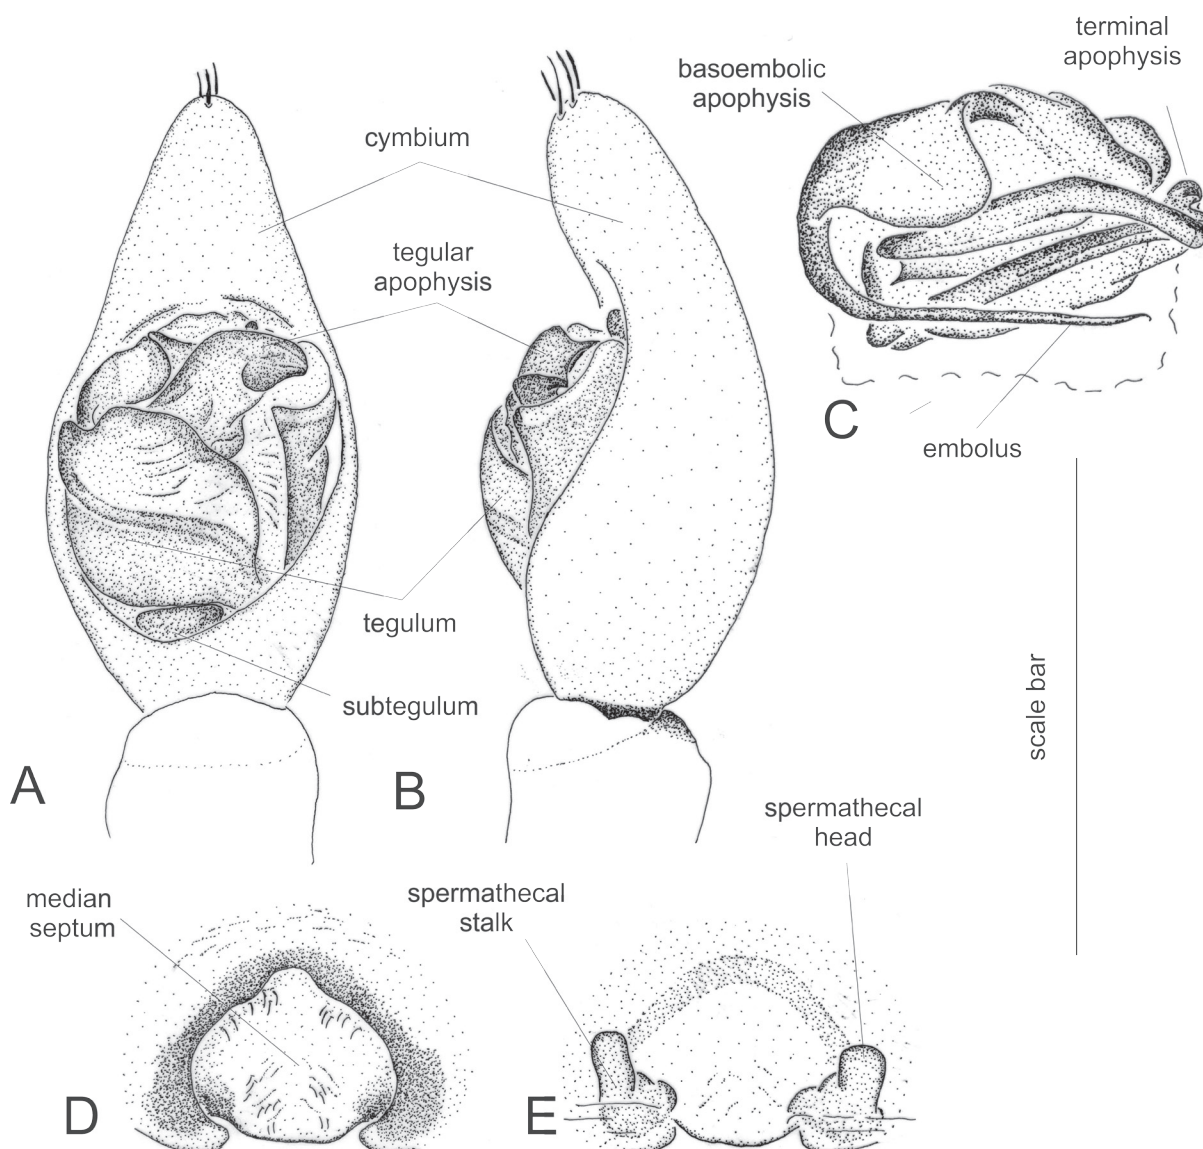 terminal
apophysis
basoembolic
apophysis
cymbium
tegular
apophysis
C
embolus
tegulum
subtegulum
scale bar
A
B
spermathecal
head
median
septum
spermathecal
stalk
D
E